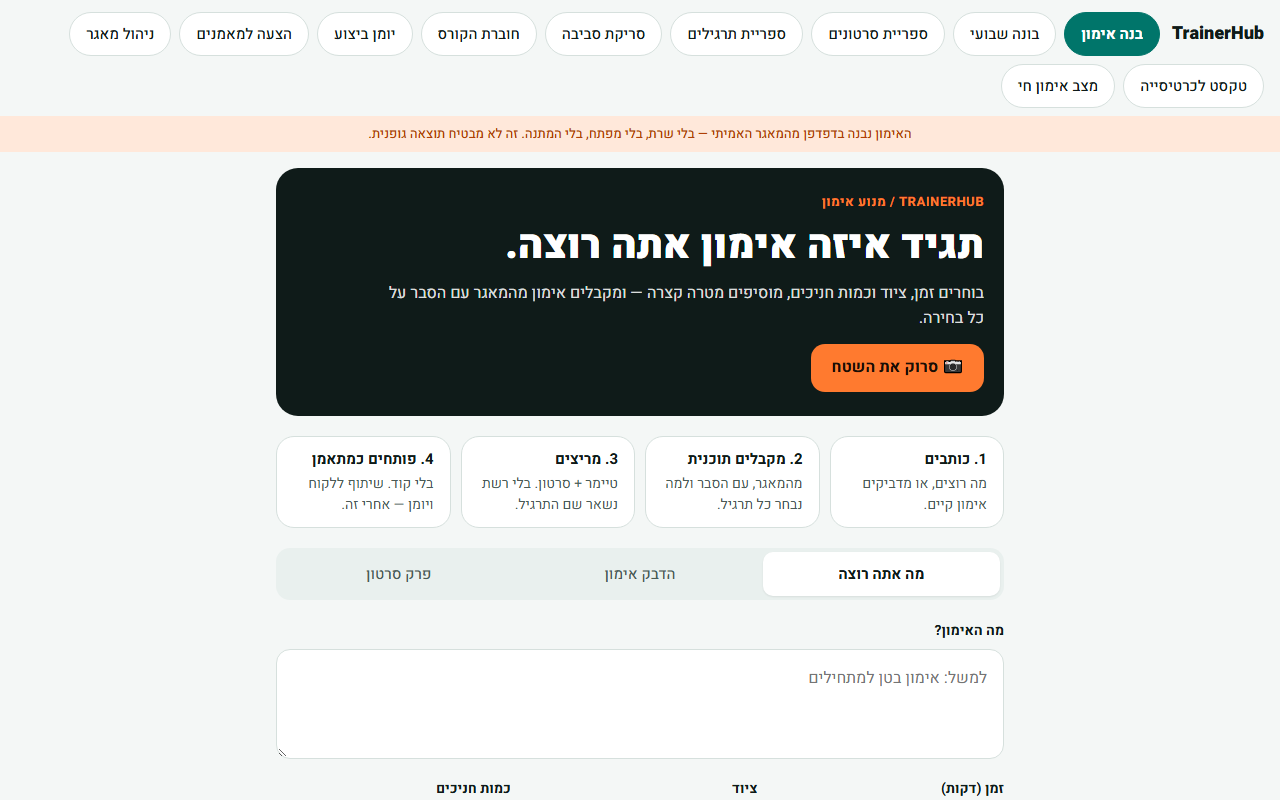 TrainerHub
בנה אימון
בונה שבועי
ספריית סרטונים
ספריית תרגילים
סריקת סביבה
חוברת הקורס
יומן ביצוע
הצעה למאמנים
ניהול מאגר
טקסט לכרטיסייה
מצב אימון חי
האימון נבנה בדפדפן מהמאגר האמיתי — בלי שרת, בלי מפתח, בלי המתנה. זה לא מבטיח תוצאה גופנית.
TRAINERHUB / מנוע אימון
תגיד איזה אימון אתה רוצה.
בוחרים זמן, ציוד וכמות חניכים, מוסיפים מטרה קצרה — ומקבלים אימון מהמאגר עם הסבר על
כל בחירה.
📷 סרוק את השטח
1. כותבים
מה רוצים, או מדביקים
אימון קיים.
2. מקבלים תוכנית
מהמאגר, עם הסבר ולמה
נבחר כל תרגיל.
3. מריצים
טיימר + סרטון. בלי רשת
נשאר שם התרגיל.
4. פותחים כמתאמן
בלי קוד. שיתוף ללקוח
ויומן — אחרי זה.
מה אתה רוצה
הדבק אימון
פרק סרטון
מה האימון?
למשל: אימון בטן למתחילים
זמן (דקות)
ציוד
כמות חניכים